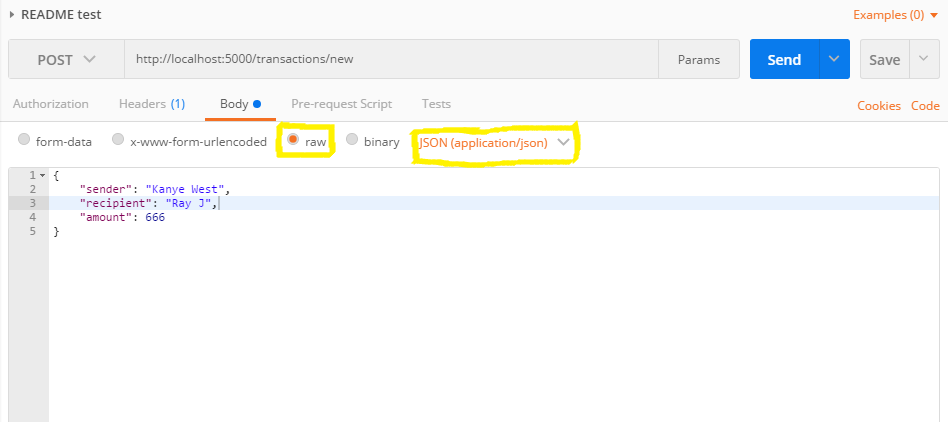 README test Examples (0)
POST http://localhost:5000/transactions/new Params Send Save
Authorization Headers (1) Body Pre-request Script Tests Cookies Code
form-data x-www-form-urlencoded raw binary JSON (application/json)
1 {
2 "sender": "Kanye West",
3 "recipient": "Ray J",
4 "amount": 666
5 }